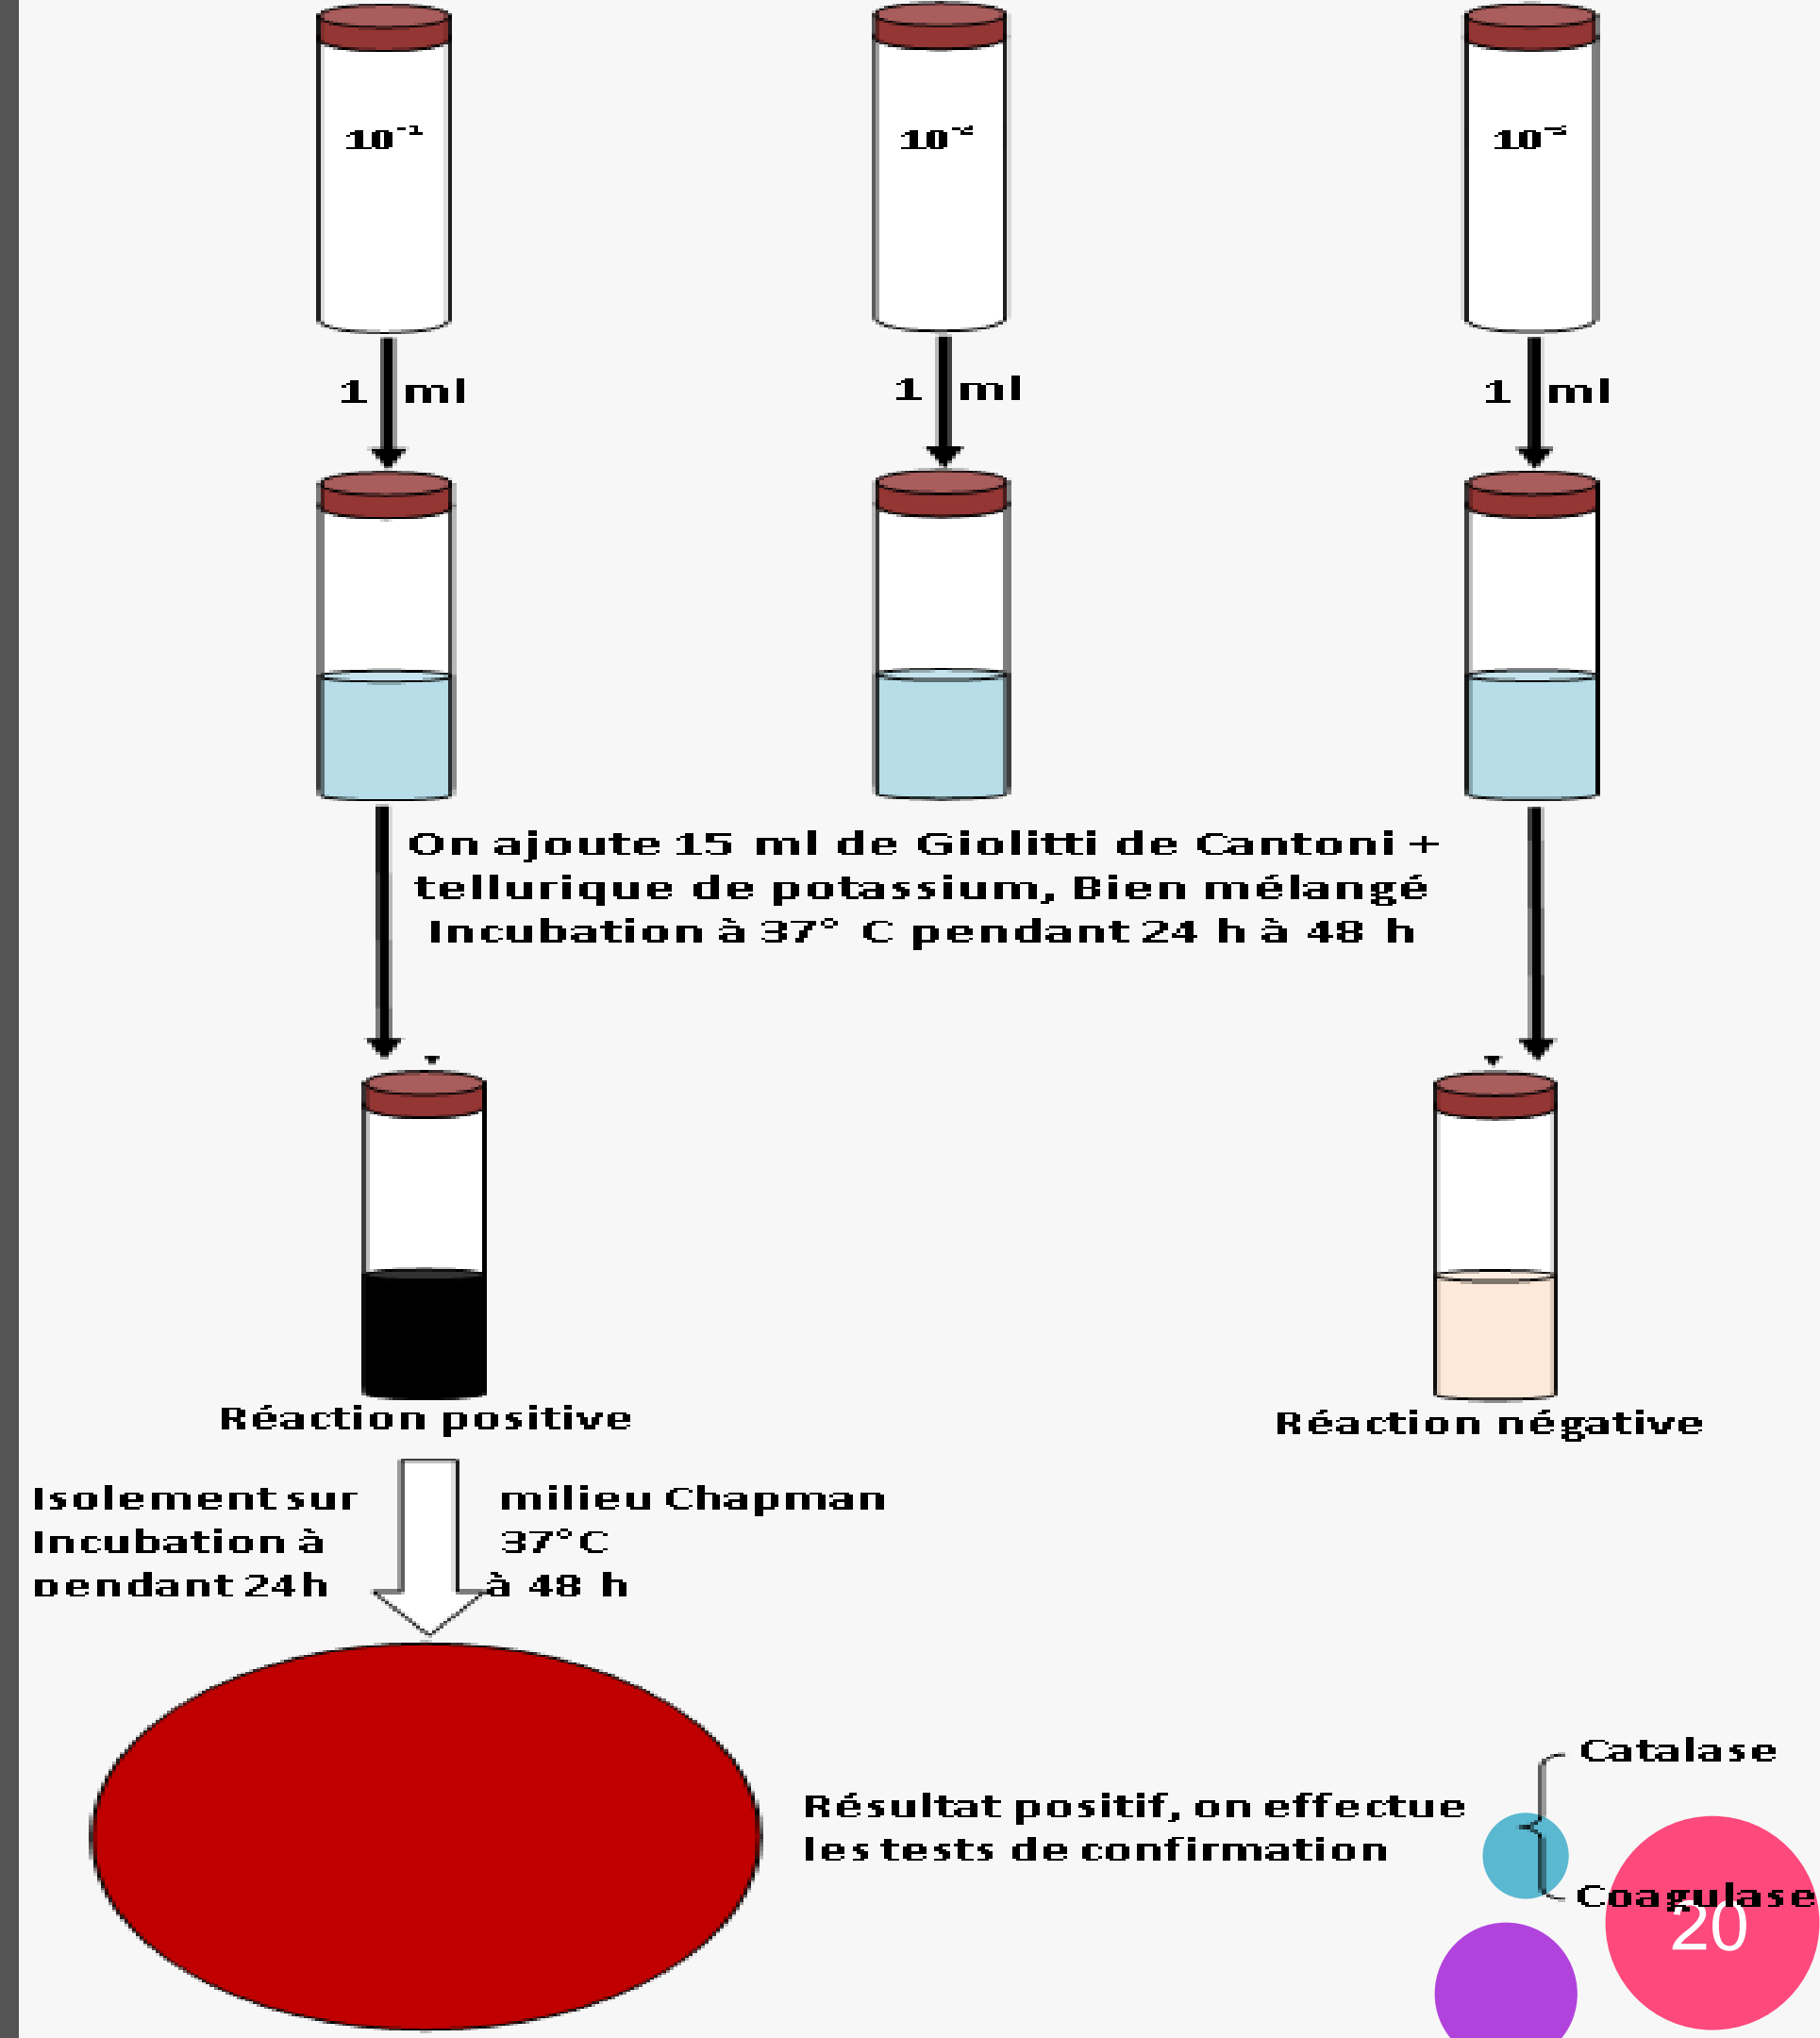 10⁻¹ 10⁻² 10⁻³
1 ml 1 ml 1 ml
On ajoute 15 ml de Giolitti de Cantoni +
tellurique de potassium, Bien mélangé
Incubation à 37° C pendant 24 h à 48 h
Réaction positive
Réaction négative
Isolement sur milieu Chapman
Incubation à 37°C
pendant 24h à 48 h
Catalase
Résultat positif, on effectue
les tests de confirmation
Coagulase
20